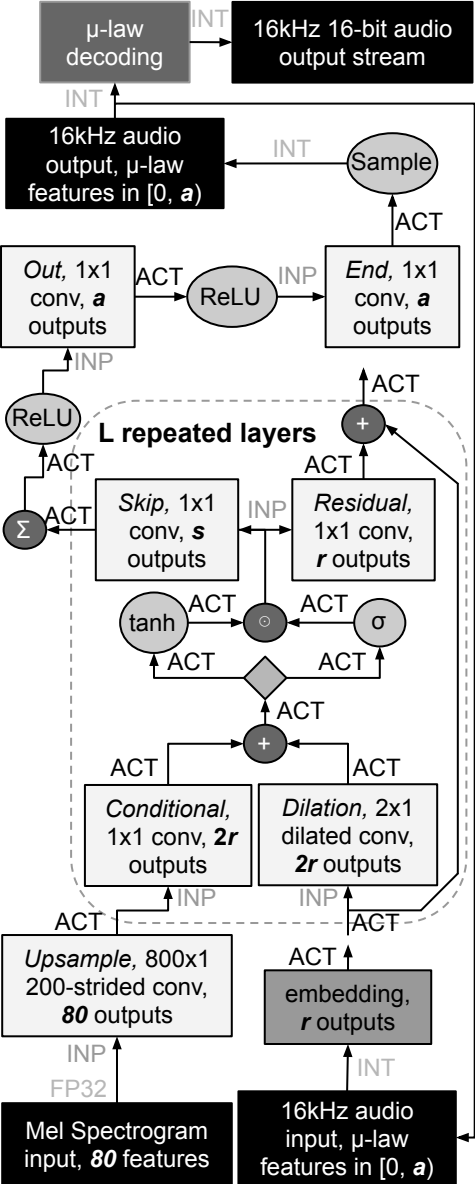 μ-law
decoding
INT
16kHz 16-bit audio
output stream
INT
16kHz audio
output, μ-law
features in [0, a)
INT
Sample
ACT
Out, 1x1
conv, a
outputs
ACT
ReLU
INP
End, 1x1
conv, a
outputs
INP
ACT
ReLU
L repeated layers
+
ACT
ACT
Σ
ACT
Skip, 1x1
conv, s
outputs
INP
Residual,
1x1 conv,
r outputs
tanh
ACT
⊙
ACT
σ
ACT
ACT
ACT
+
ACT
ACT
Conditional,
1x1 conv, 2r
outputs
Dilation, 2x1
dilated conv,
2r outputs
INP
INP
ACT
ACT
Upsample, 800x1
200-strided conv,
80 outputs
ACT
embedding,
r outputs
INP
FP32
INT
Mel Spectrogram
input, 80 features
16kHz audio
input, μ-law
features in [0, a)